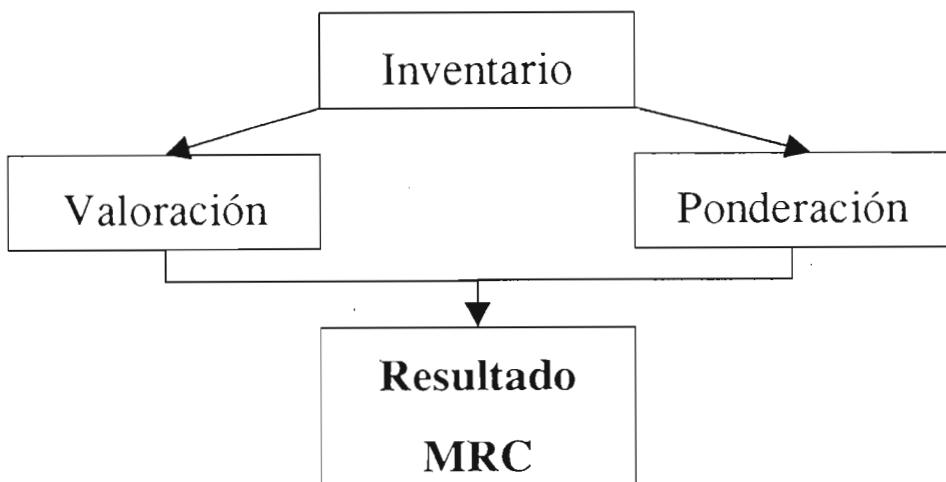 Inventario
Valoración
Ponderación
Resultado
MRC